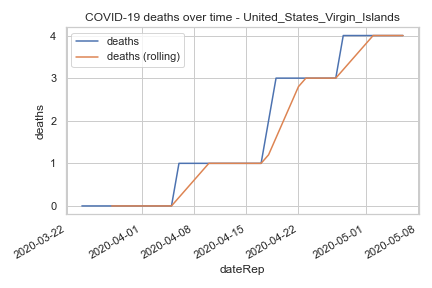 COVID-19 deaths over time - United_States_Virgin_Islands
deaths
deaths (rolling)
4
3
2
1
0
deaths
2020-03-22
2020-04-01
2020-04-08
2020-04-15
2020-04-22
2020-05-01
2020-05-08
dateRep